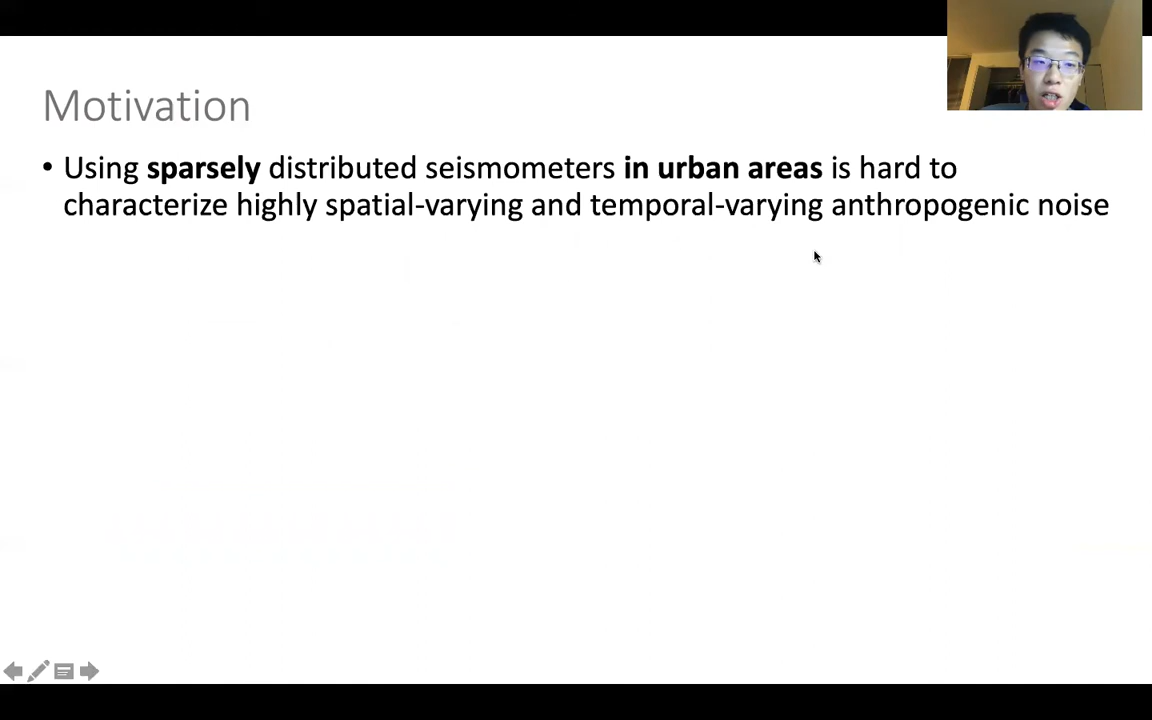 Motivation
• Using sparsely distributed seismometers in urban areas is hard to
characterize highly spatial-varying and temporal-varying anthropogenic noise